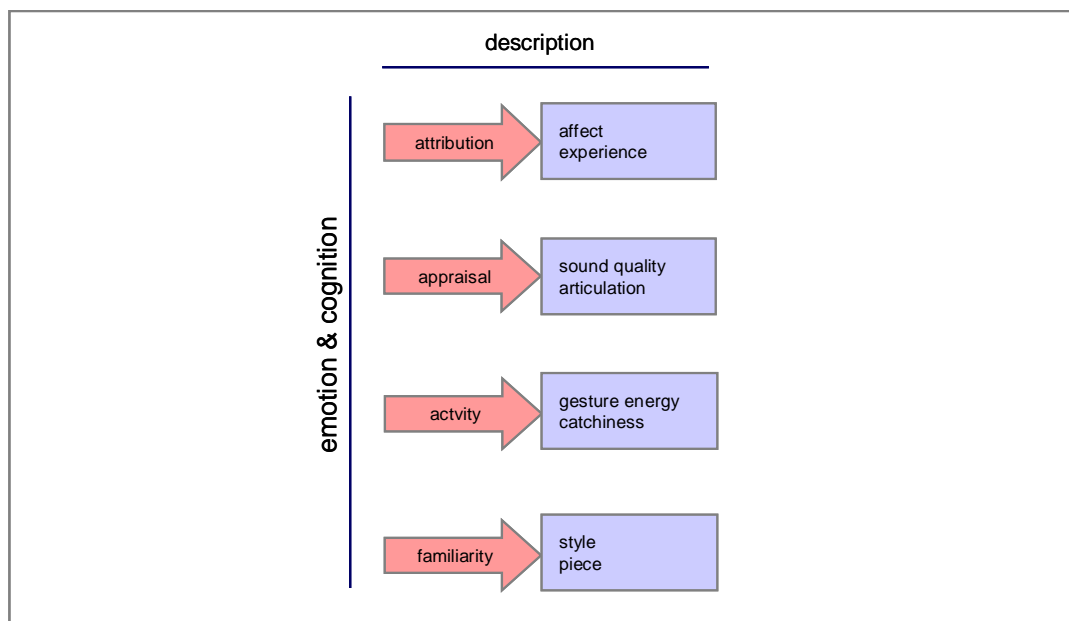 description
emotion & cognition
attribution
affect
experience
appraisal
sound quality
articulation
actvity
gesture energy
catchiness
familiarity
style
piece